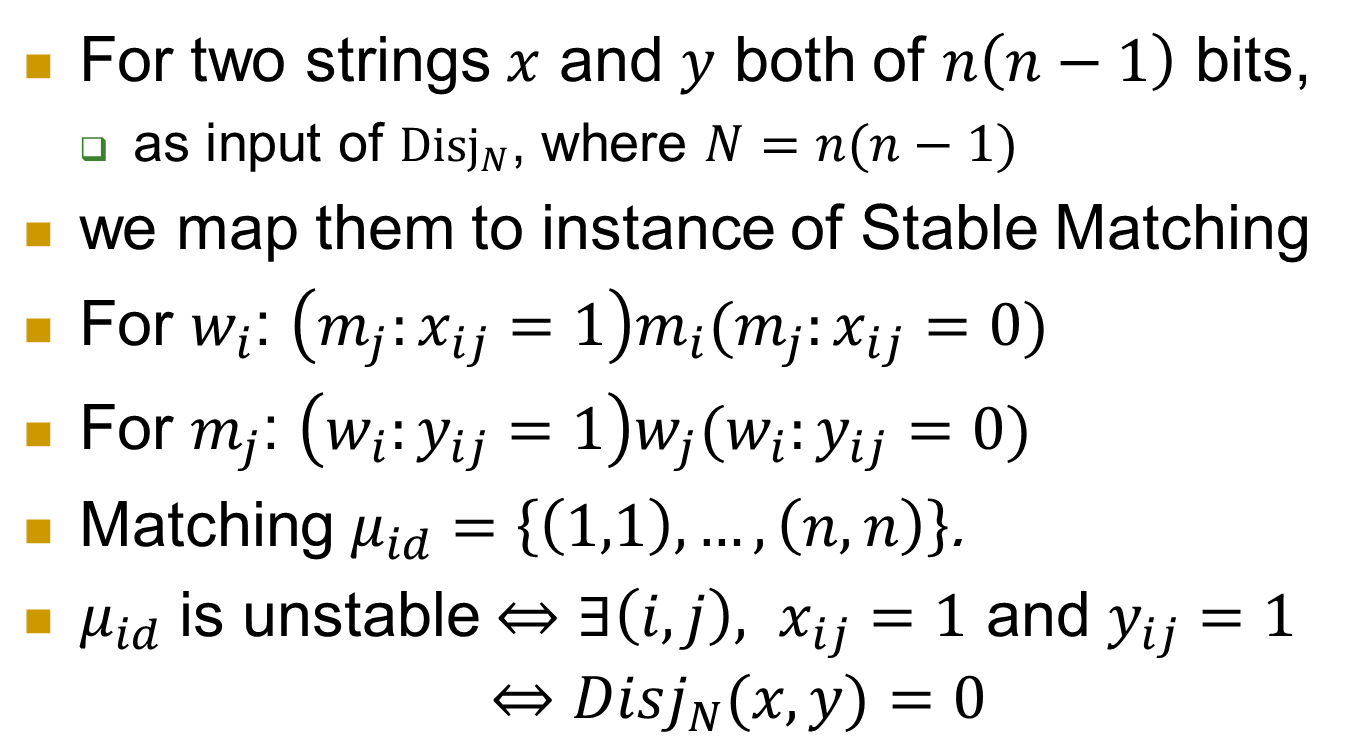 For two strings 𝑥 and 𝑦 both of 𝑛(𝑛 − 1) bits,
as input of Disj_𝑁, where 𝑁 = 𝑛(𝑛 − 1)
we map them to instance of Stable Matching
For 𝑤_𝑖: (𝑚_𝑗: 𝑥_𝑖𝑗 = 1)𝑚_𝑖(𝑚_𝑗: 𝑥_𝑖𝑗 = 0)
For 𝑚_𝑗: (𝑤_𝑖: 𝑦_𝑖𝑗 = 1)𝑤_𝑗(𝑤_𝑖: 𝑦_𝑖𝑗 = 0)
Matching 𝜇_𝑖𝑑 = {(1,1), … , (𝑛, 𝑛)}.
𝜇_𝑖𝑑 is unstable ⇔ ∃(𝑖, 𝑗), 𝑥_𝑖𝑗 = 1 and 𝑦_𝑖𝑗 = 1
⇔ 𝐷𝑖𝑠𝑗_𝑁(𝑥, 𝑦) = 0